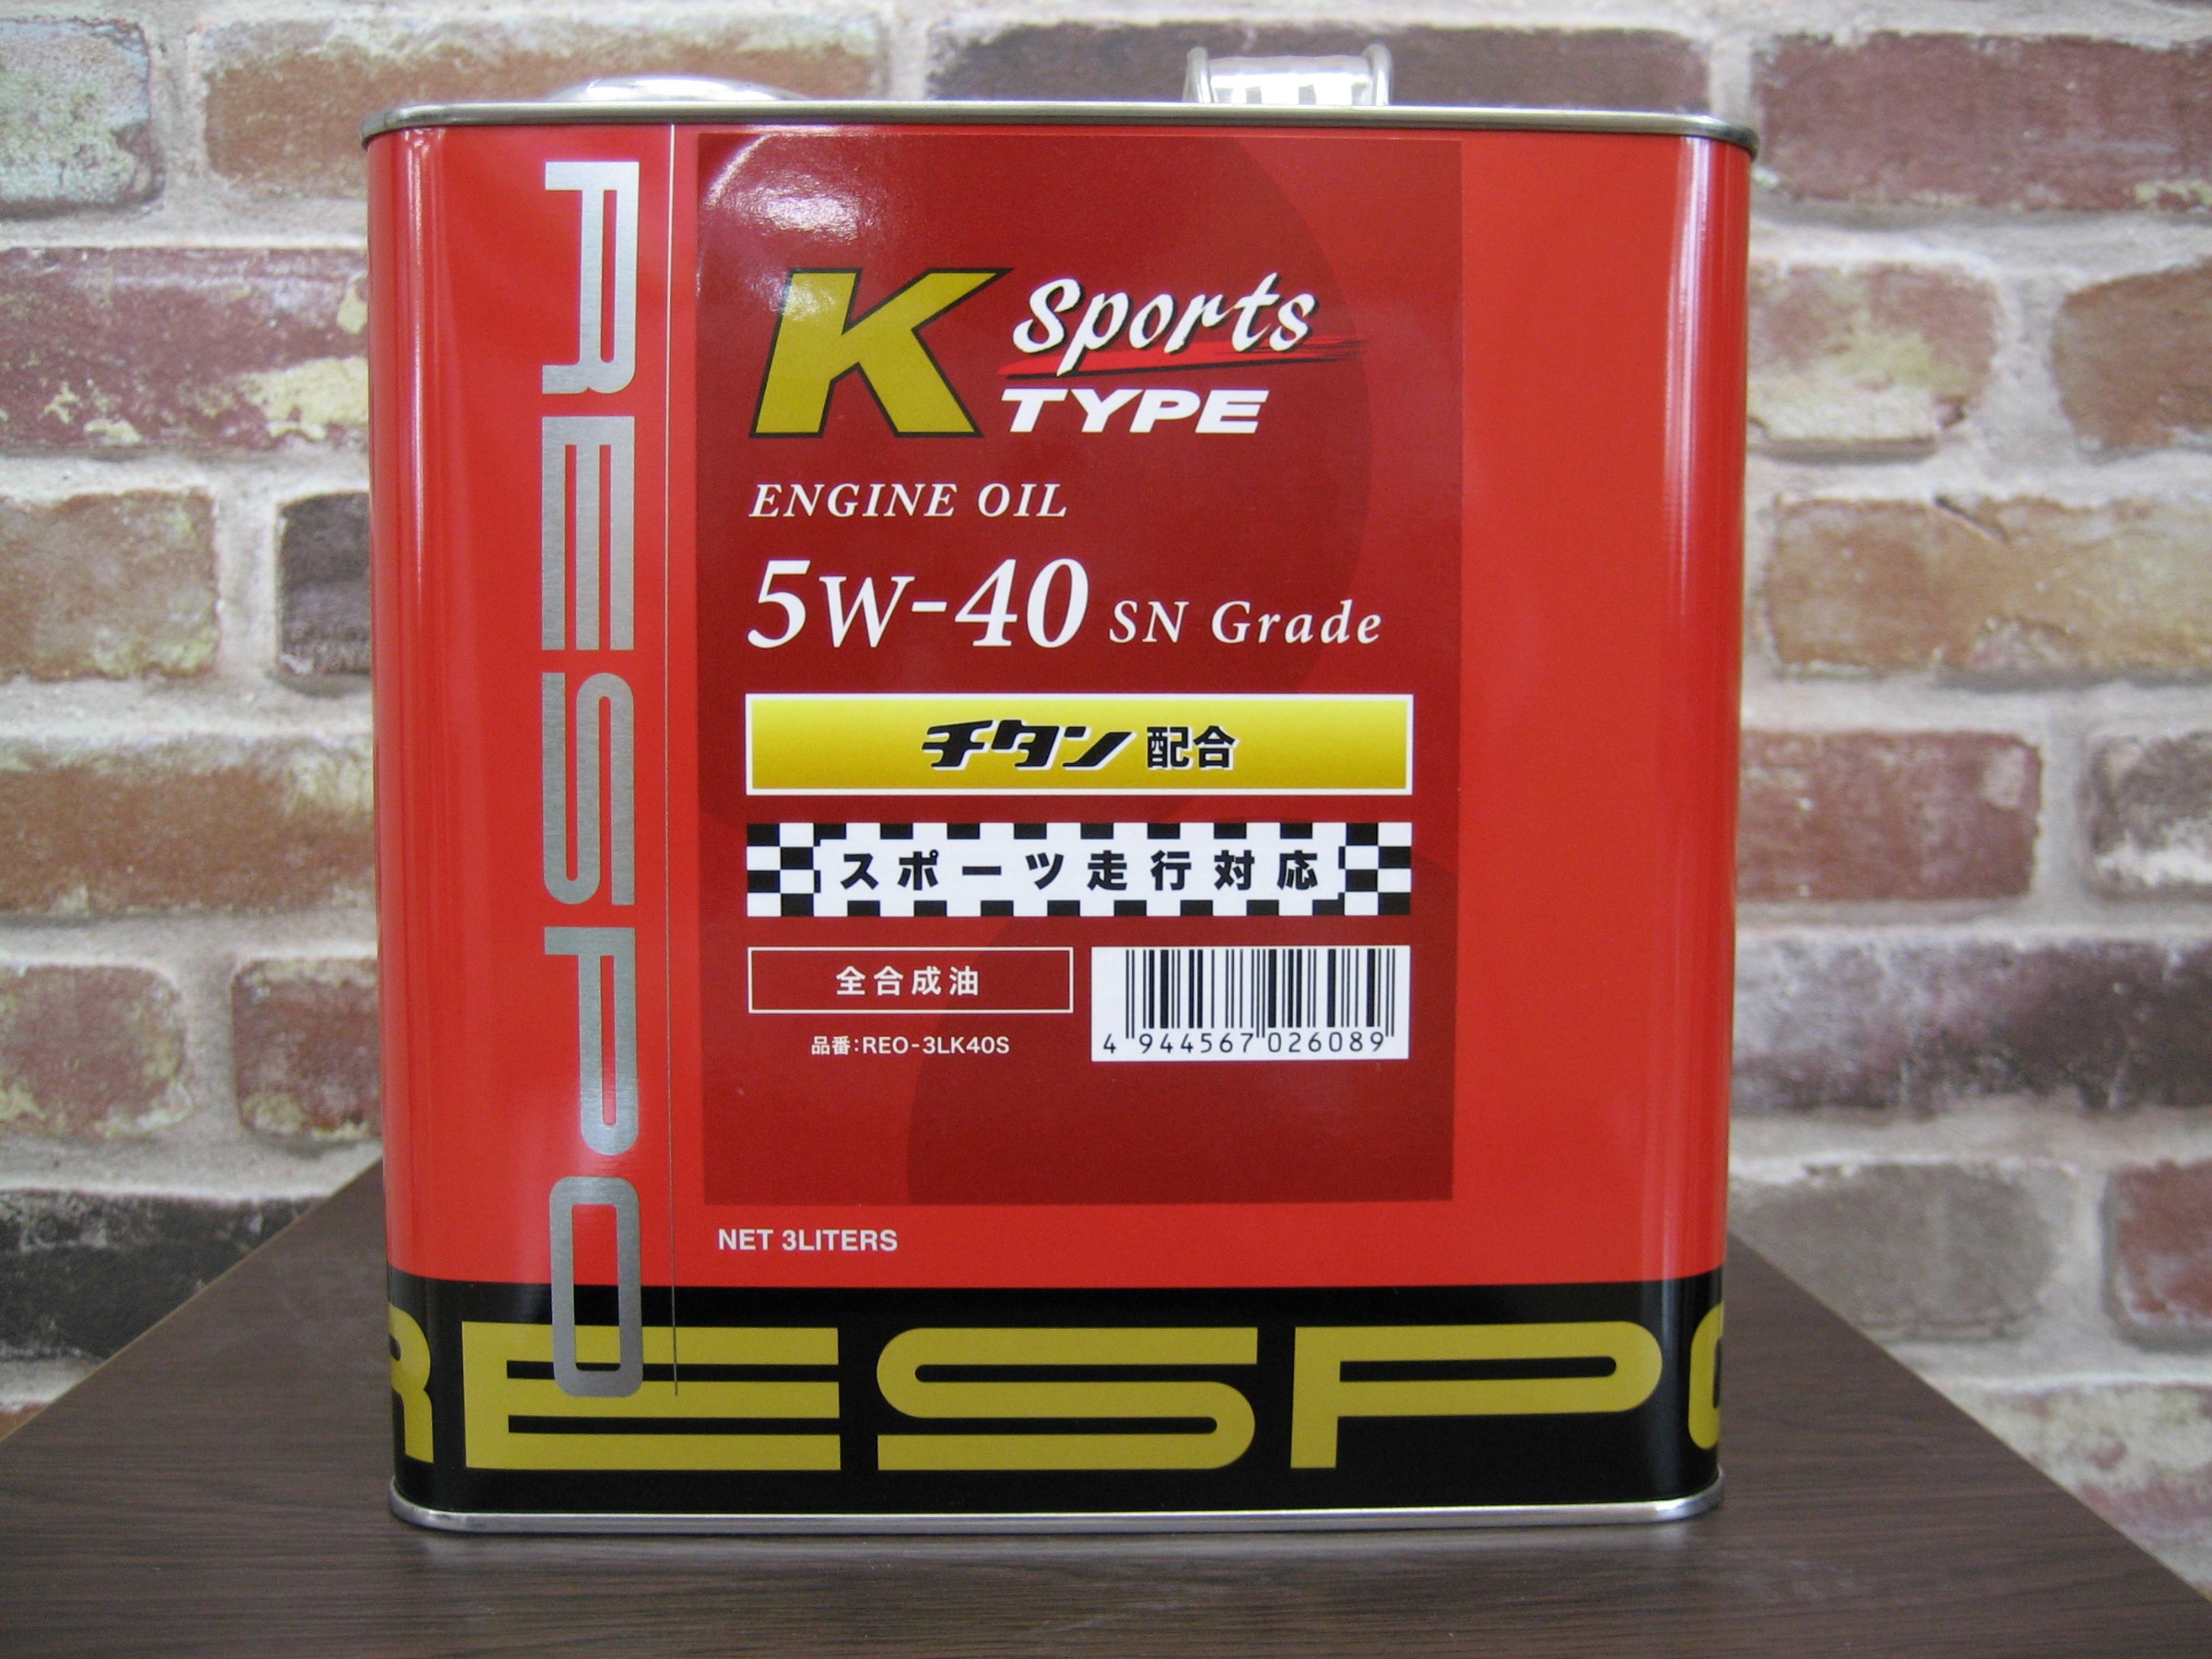 RESPO
K Sports
TYPE
ENGINE OIL
5W-40 SN Grade
チタン 配合
スポーツ走行対応
全合成油
品番:REO-3LK40S
4 944567 026089
NET 3LITERS
RESPO